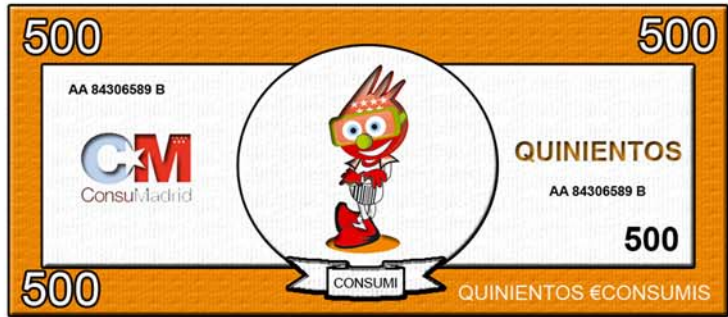 500
500
AA 84306589 B
CM
ConsuMadrid
QUINIENTOS
AA 84306589 B
500
CONSUMI
500
QUINIENTOS €CONSUMIS